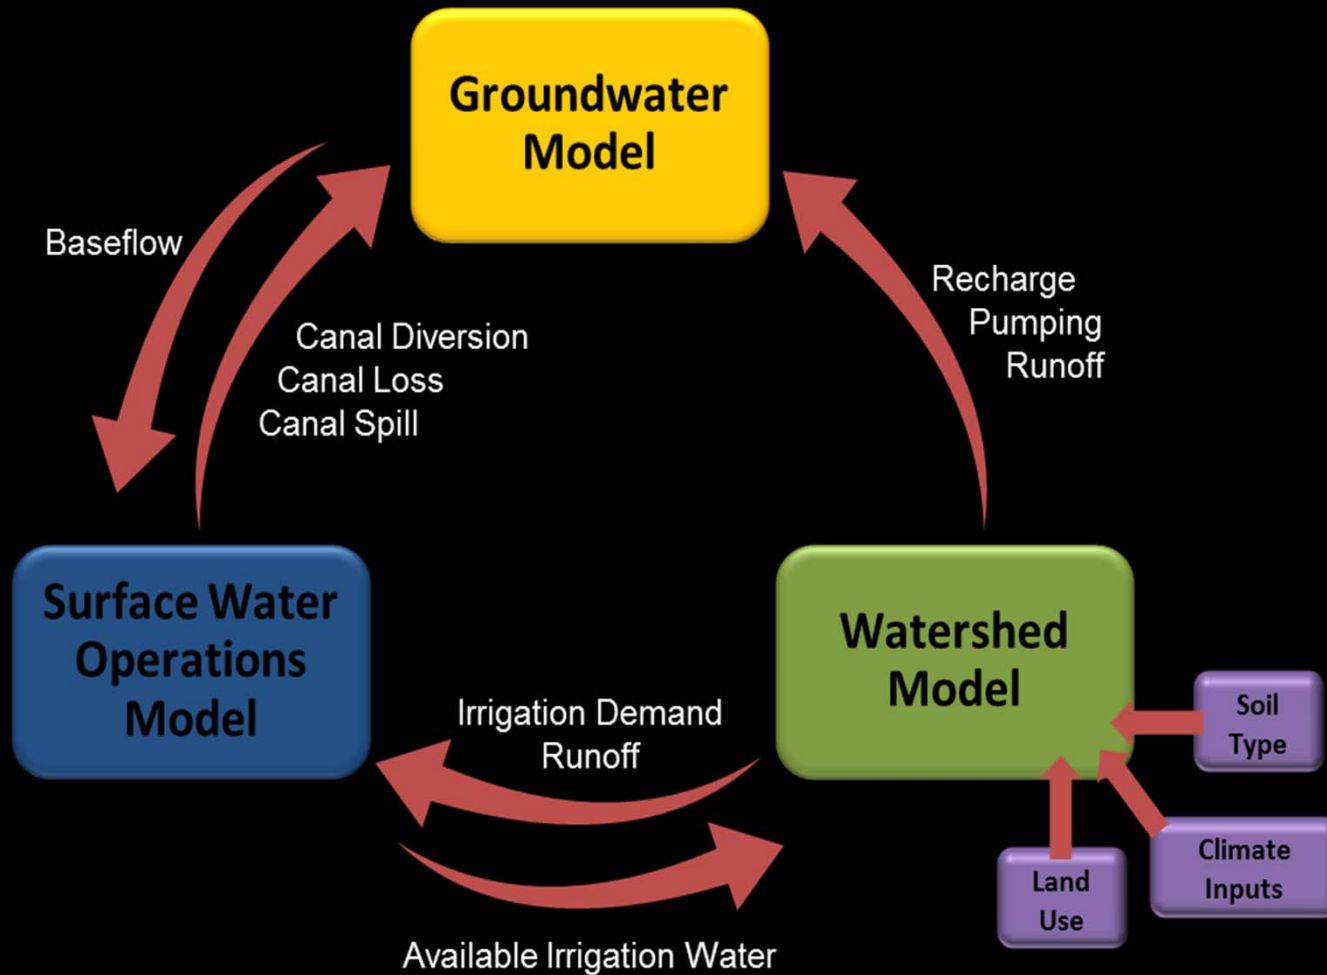 Groundwater
Model
Baseflow
Canal Diversion
Canal Loss
Canal Spill
Recharge
Pumping
Runoff
Surface Water
Operations
Model
Watershed
Model
Irrigation Demand
Runoff
Available Irrigation Water
Soil
Type
Climate
Inputs
Land
Use